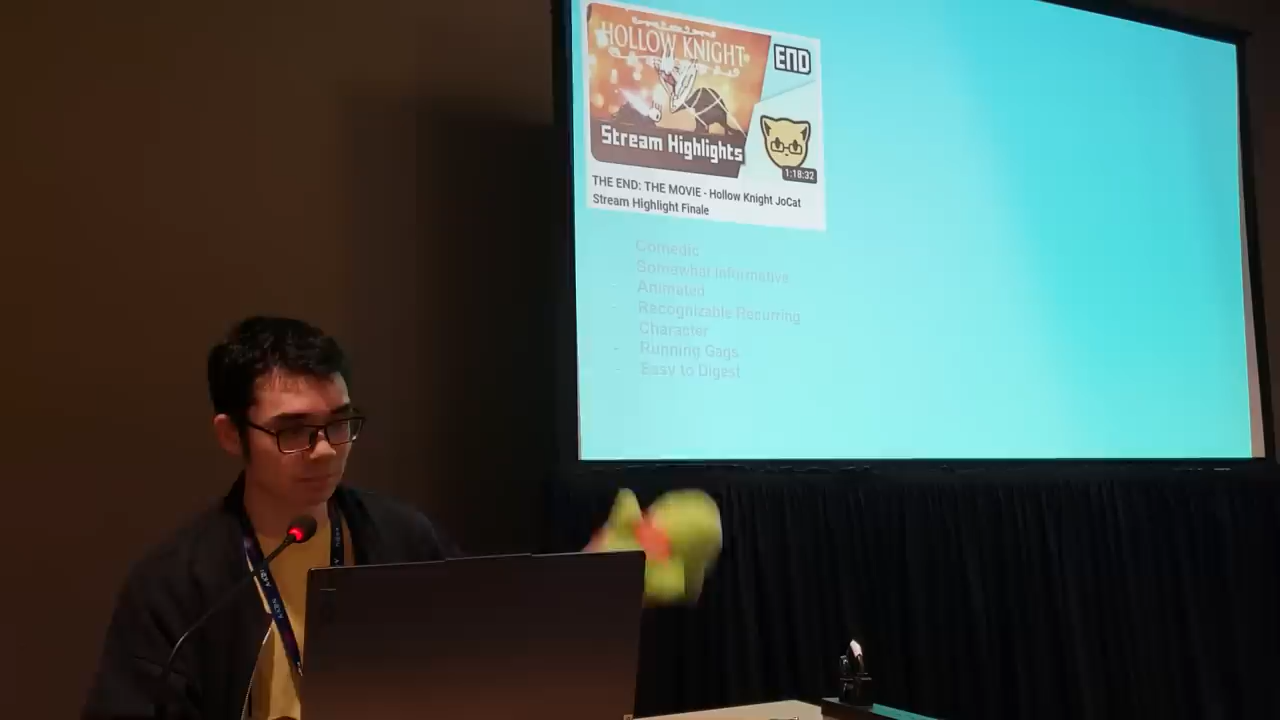 HOLLOW KNIGHT
END
Stream Highlights
1:18:32
THE END: THE MOVIE - Hollow Knight JoCat
Stream Highlight Finale
Comedic
Somewhat Informative
- Animated
- Recognizable Recurring
Character
- Running Gags
- Easy to Digest